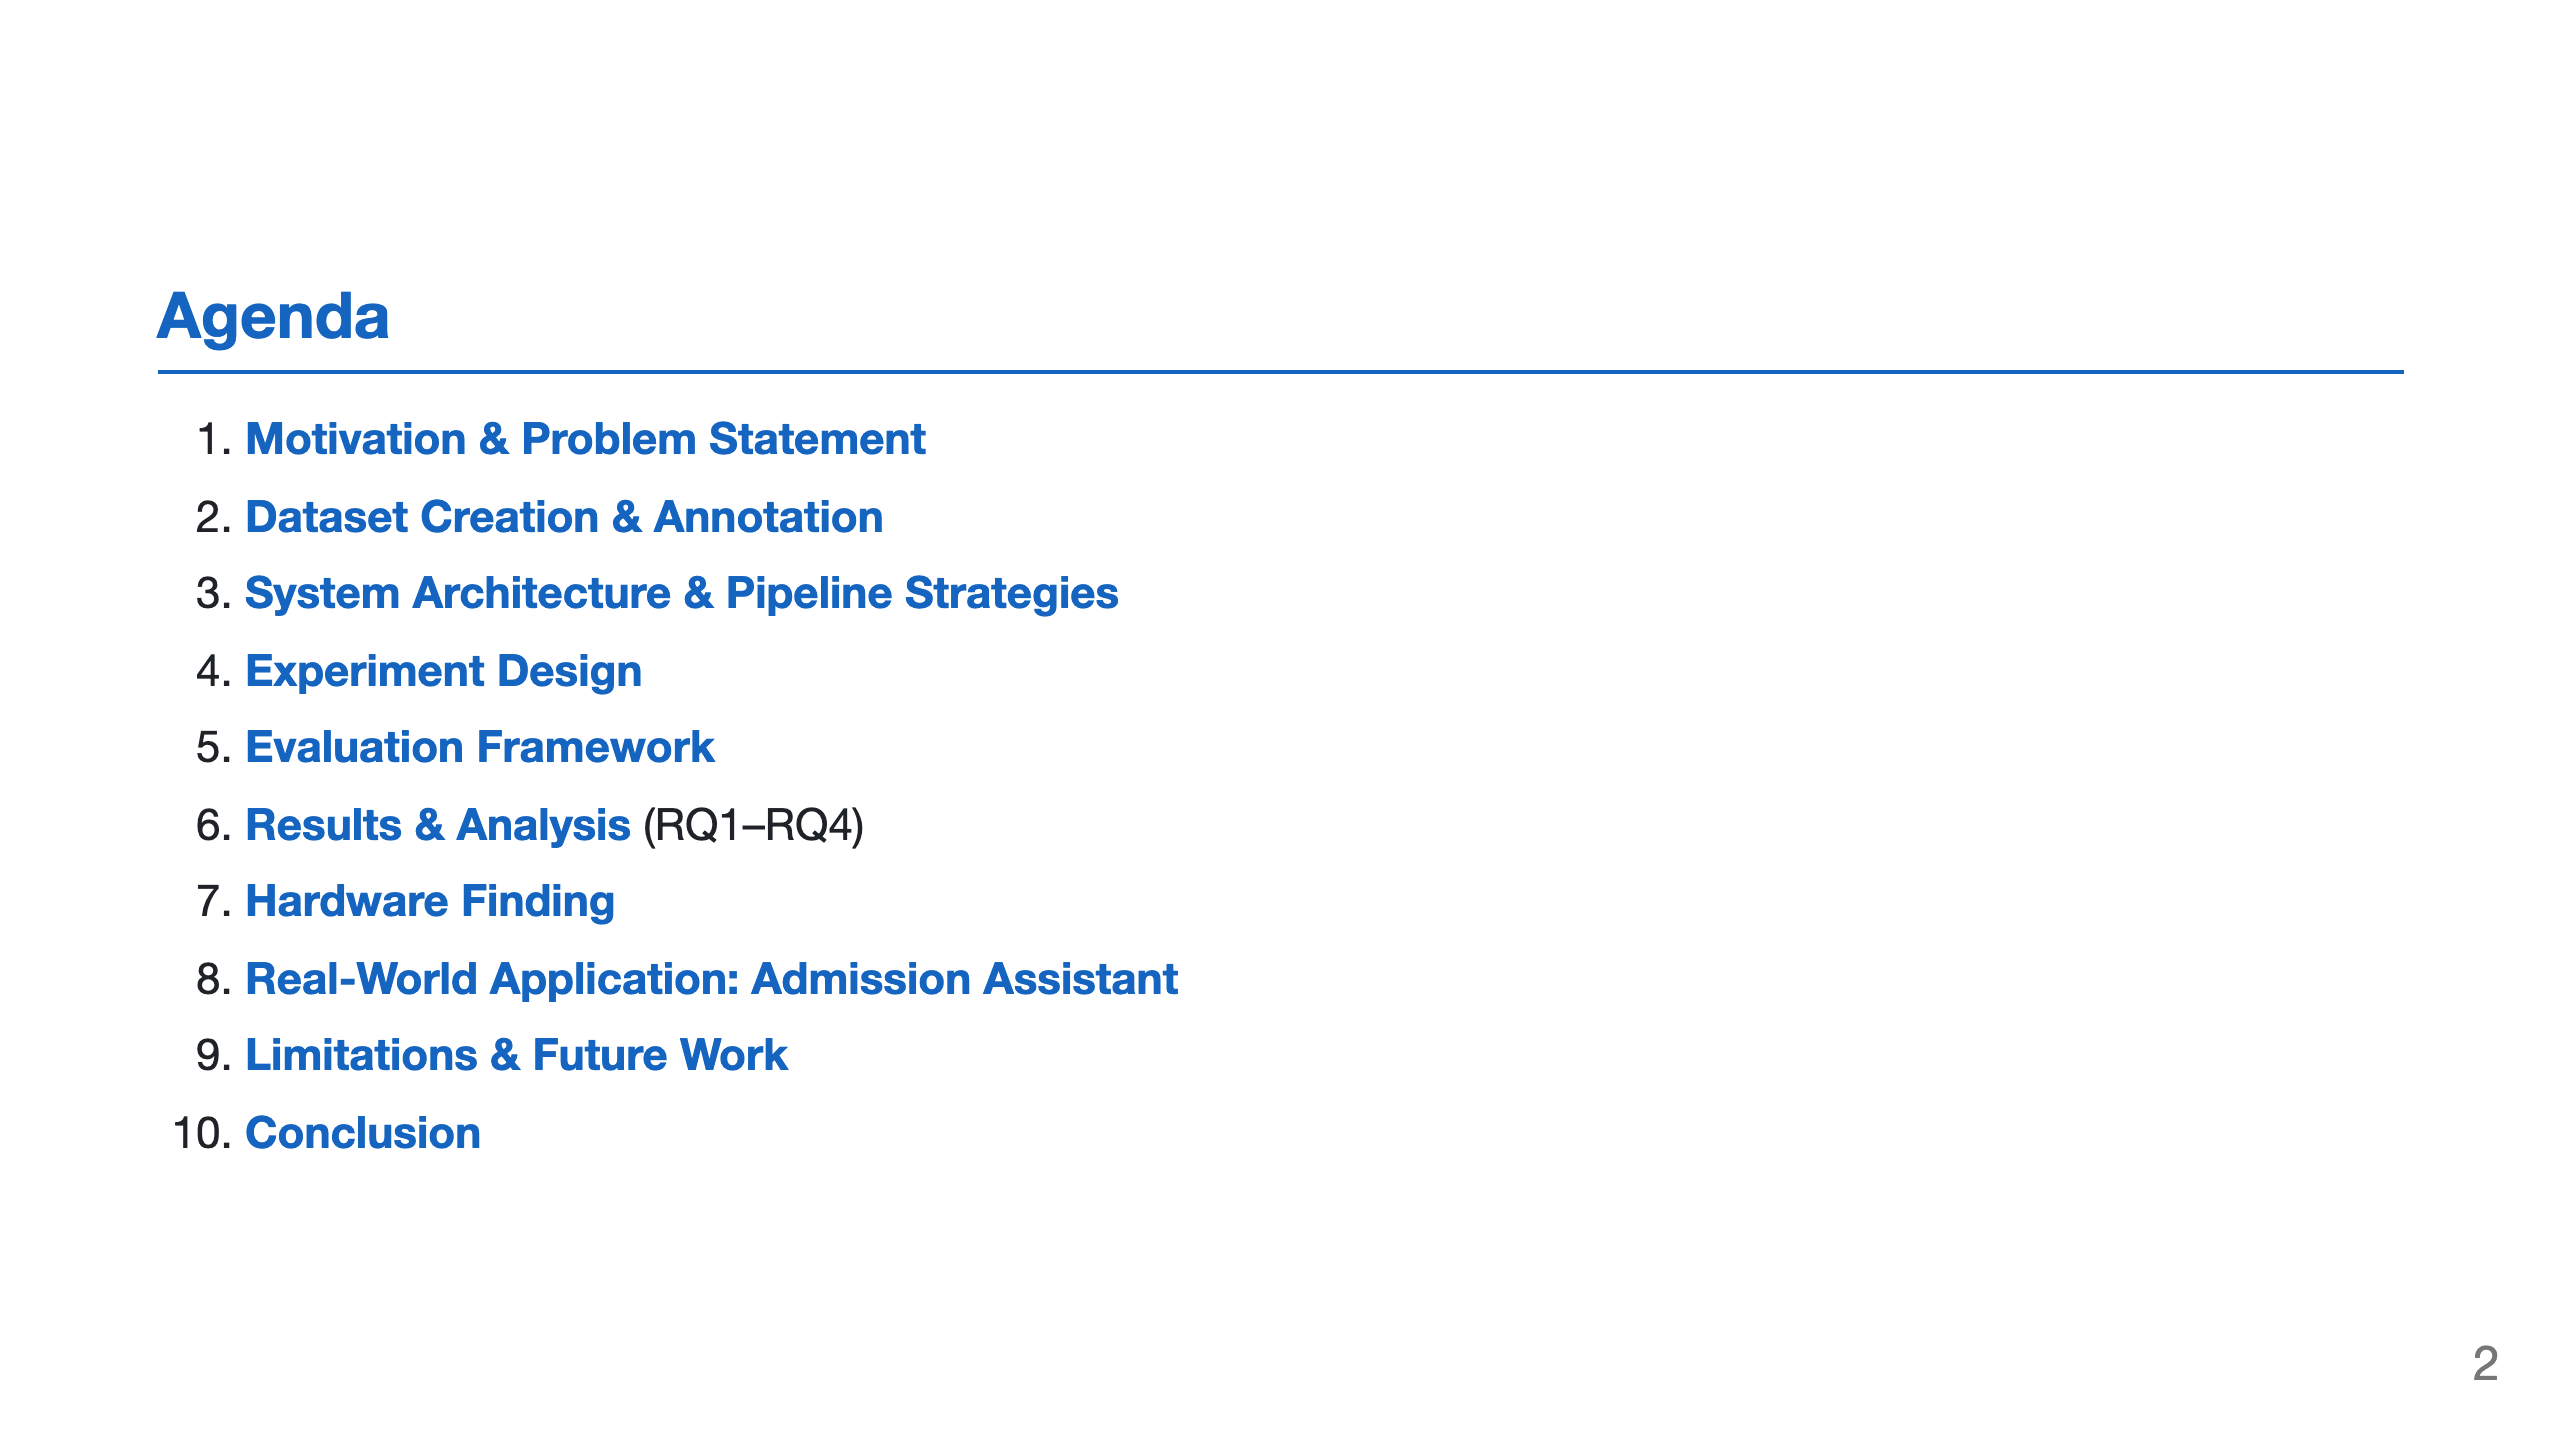 Agenda
1. Motivation & Problem Statement
2. Dataset Creation & Annotation
3. System Architecture & Pipeline Strategies
4. Experiment Design
5. Evaluation Framework
6. Results & Analysis (RQ1–RQ4)
7. Hardware Finding
8. Real-World Application: Admission Assistant
9. Limitations & Future Work
10. Conclusion
2